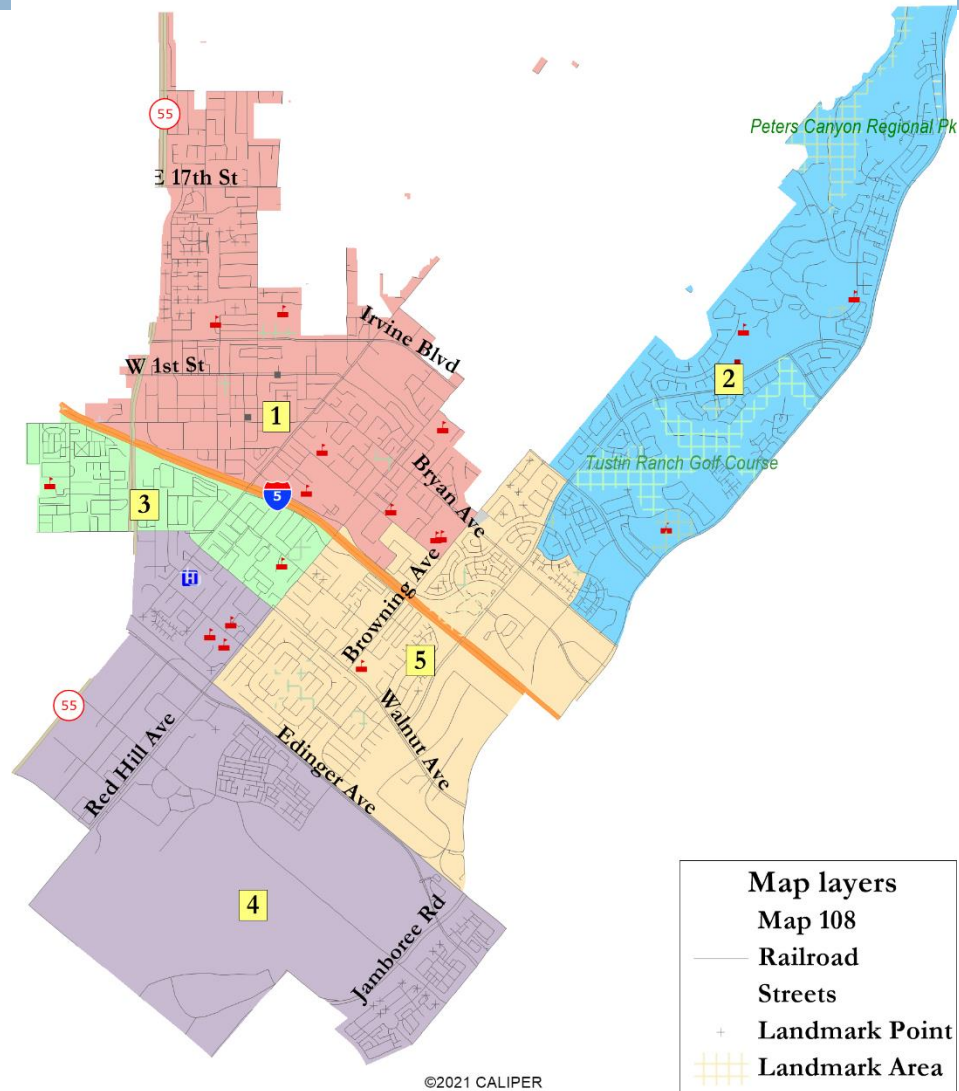 55
Peters Canyon Regional Pk
E 17th St
Irvine Blvd
W 1st St
2
1
Bryan Ave
Tustin Ranch Golf Course
5
3
H
Browning Ave
5
55
Walnut Ave
Red Hill Ave
Edinger Ave
4
Jamboree Rd
Map layers
Map 108
Railroad
Streets
Landmark Point
Landmark Area
©2021 CALIPER